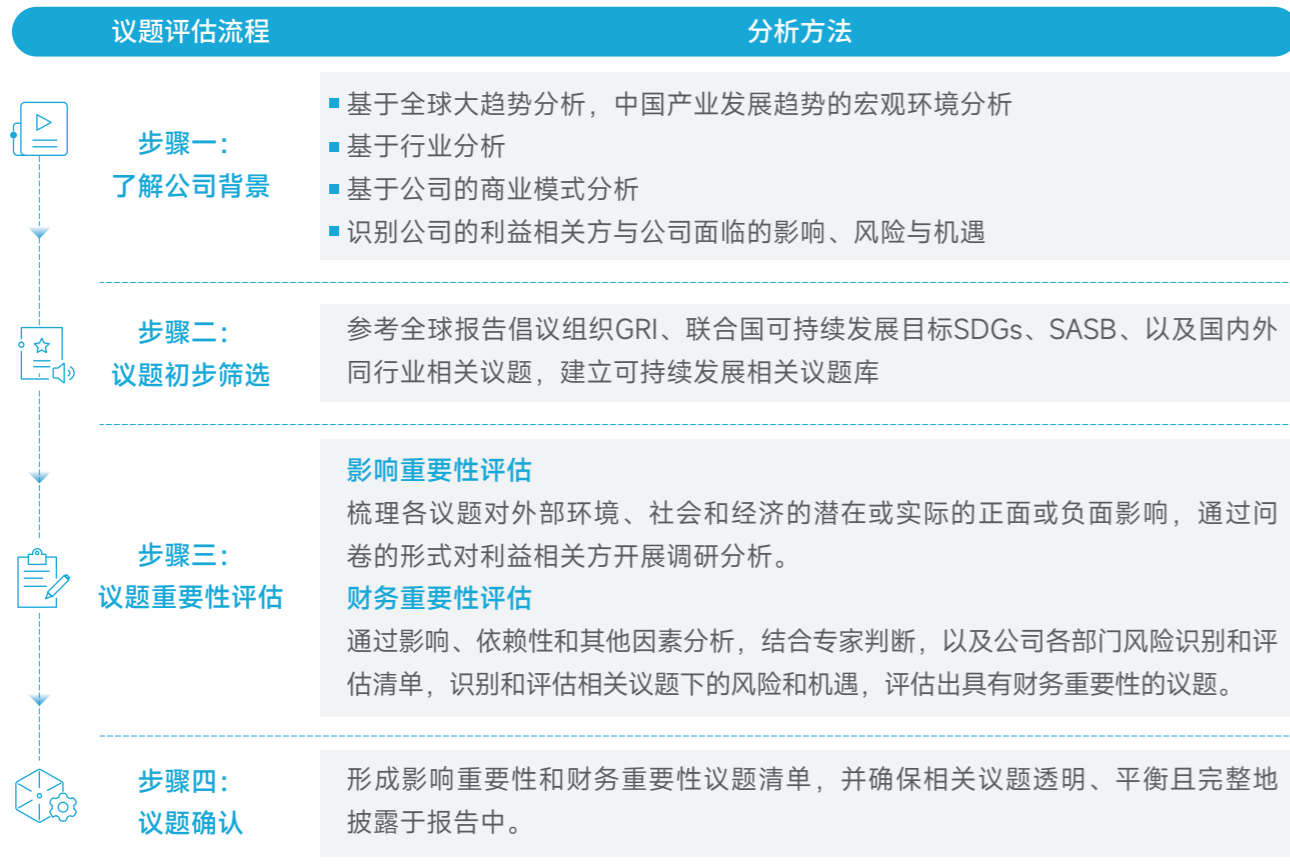 议题评估流程
分析方法
步骤一：
了解公司背景
基于全球大趋势分析，中国产业发展趋势的宏观环境分析
基于行业分析
基于公司的商业模式分析
识别公司的利益相关方与公司面临的影响、风险与机遇
步骤二：
议题初步筛选
参考全球报告倡议组织GRI、联合国可持续发展目标SDGs、SASB、以及国内外
同行业相关议题，建立可持续发展相关议题库
步骤三：
议题重要性评估
影响重要性评估
梳理各议题对外部环境、社会和经济的潜在或实际的正面或负面影响，通过问
卷的形式对利益相关方开展调研分析。
财务重要性评估
通过影响、依赖性和其他因素分析，结合专家判断，以及公司各部门风险识别和评
估清单，识别和评估相关议题下的风险和机遇，评估出具有财务重要性的议题。
步骤四：
议题确认
形成影响重要性和财务重要性议题清单，并确保相关议题透明、平衡且完整地
披露于报告中。